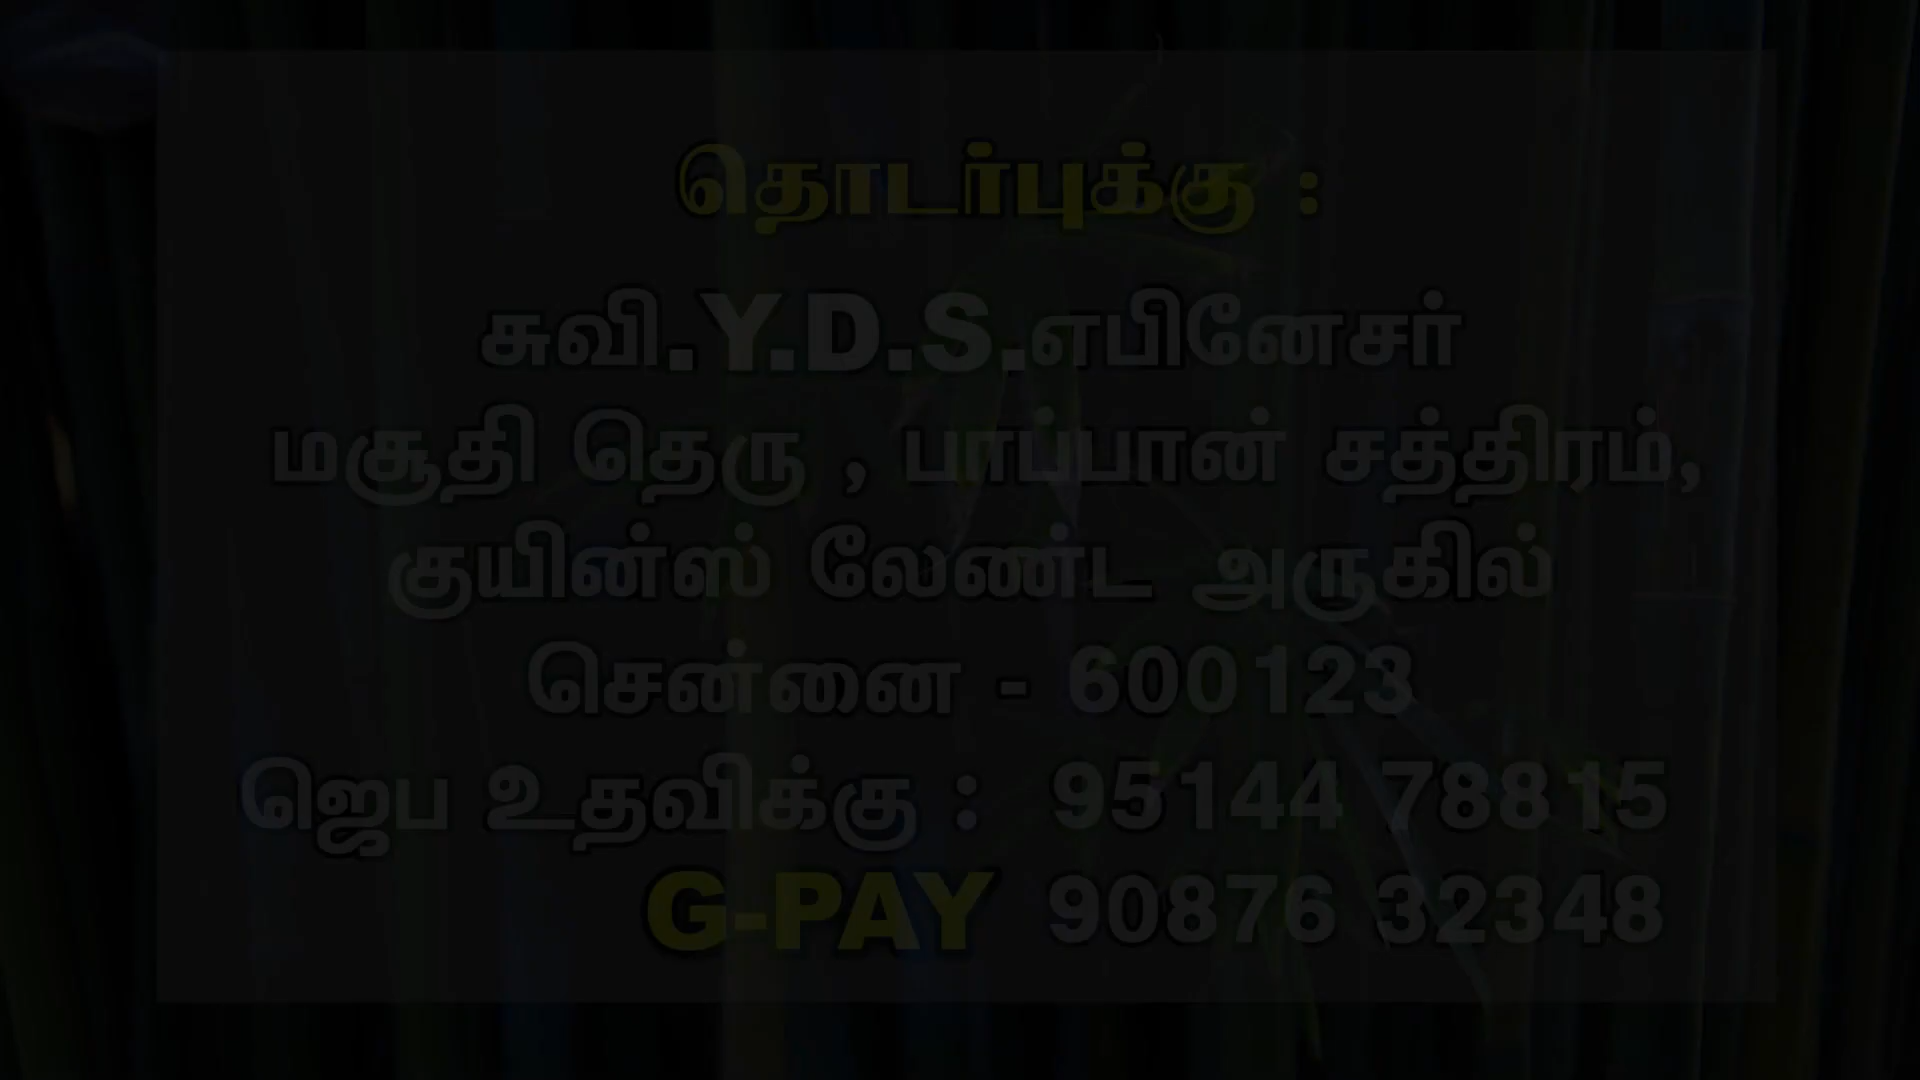 தொடர்புக்கு :
சுவி.Y.D.S.எபினேசர்
மசூதி தெரு , பாப்பான் சத்திரம்,
குயின்ஸ் லேண்ட அருகில்
சென்னை - 600123
ஜெப உதவிக்கு : 95144 78815
G-PAY 90876 32348